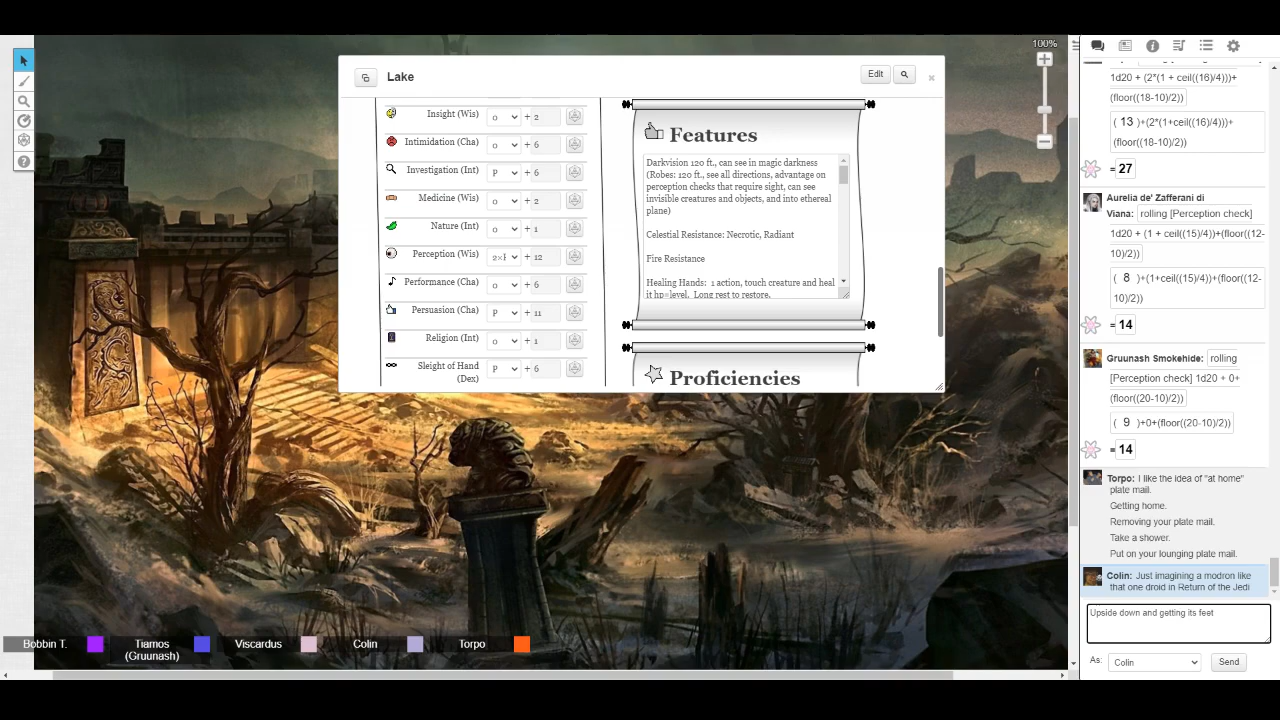 100%
Lake
Edit
Insight (Wis) 0 + 2
Intimidation (Cha) 0 + 6
Investigation (Int) P + 6
Medicine (Wis) 0 + 2
Nature (Int) 0 + 1
Perception (Wis) 2×P + 12
Performance (Cha) 0 + 6
Persuasion (Cha) P + 11
Religion (Int) 0 + 1
Sleight of Hand P + 6
(Dex)
Features
Darkvision 120 ft., can see in magic darkness
(Robes: 120 ft., see all directions, advantage on
perception checks that require sight, can see
invisible creatures and objects, and into ethereal
plane)
Celestial Resistance: Necrotic, Radiant
Fire Resistance
Healing Hands: 1 action, touch creature and heal
it hp=level. Long rest to restore.
Proficiencies
1d20 + (2*(1 + ceil((16)/4)))+
(floor((18-10)/2))
( 13 )+(2*(1+ceil((16)/4)))+
(floor((18-10)/2))
= 27
Aurelia de' Zafferani di
Viana: rolling [Perception check]
1d20 + (1 + ceil((15)/4))+(floor((12-
10)/2))
( 8 )+(1+ceil((15)/4))+(floor((12-
10)/2))
= 14
Gruunash Smokehide: rolling
[Perception check] 1d20 + 0+
(floor((20-10)/2))
( 9 )+0+(floor((20-10)/2))
= 14
Torpo: I like the idea of "at home"
plate mail.
Getting home.
Removing your plate mail.
Take a shower.
Put on your lounging plate mail.
Colin: Just imagining a modron like
that one droid in Return of the Jedi
Upside down and getting its feet
As: Colin Send
Bobbin T. Tiamos Viscardus Colin Torpo
(Gruunash)